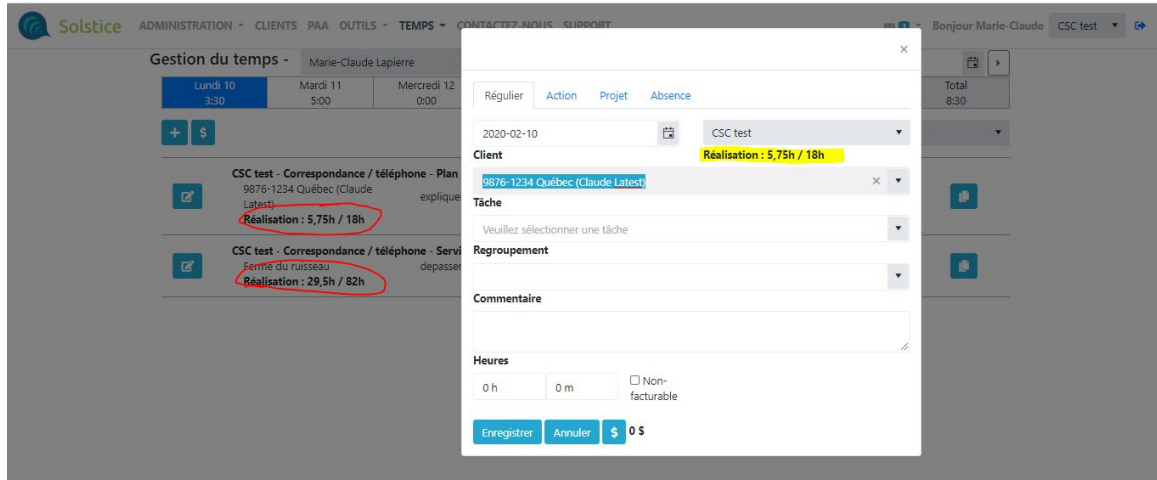 Solstice ADMINISTRATION CLIENTS PAA OUTILS TEMPS CONTACTEZ-NOUS SUPPORT Bonjour Marie-Claude CSC test
Gestion du temps - Marie-Claude Lapierre
Lundi 10 Mardi 11 Mercredi 12 Total
3:30 5:00 0:00 8:30
+ $
CSC test - Correspondance / téléphone - Plan
9876-1234 Québec (Claude
Latest)
explique
Réalisation : 5,75h / 18h
CSC test - Correspondance / téléphone - Servi
Ferme du ruisseau depasser
Réalisation : 29,5h / 82h
×
Régulier Action Projet Absence
2020-02-10 CSC test
Client Réalisation : 5,75h / 18h
9876-1234 Québec (Claude Latest) ×
Tâche
Veuillez sélectionner une tâche
Regroupement
Commentaire
Heures
0 h 0 m Non-
facturable
Enregistrer Annuler $ 0 $